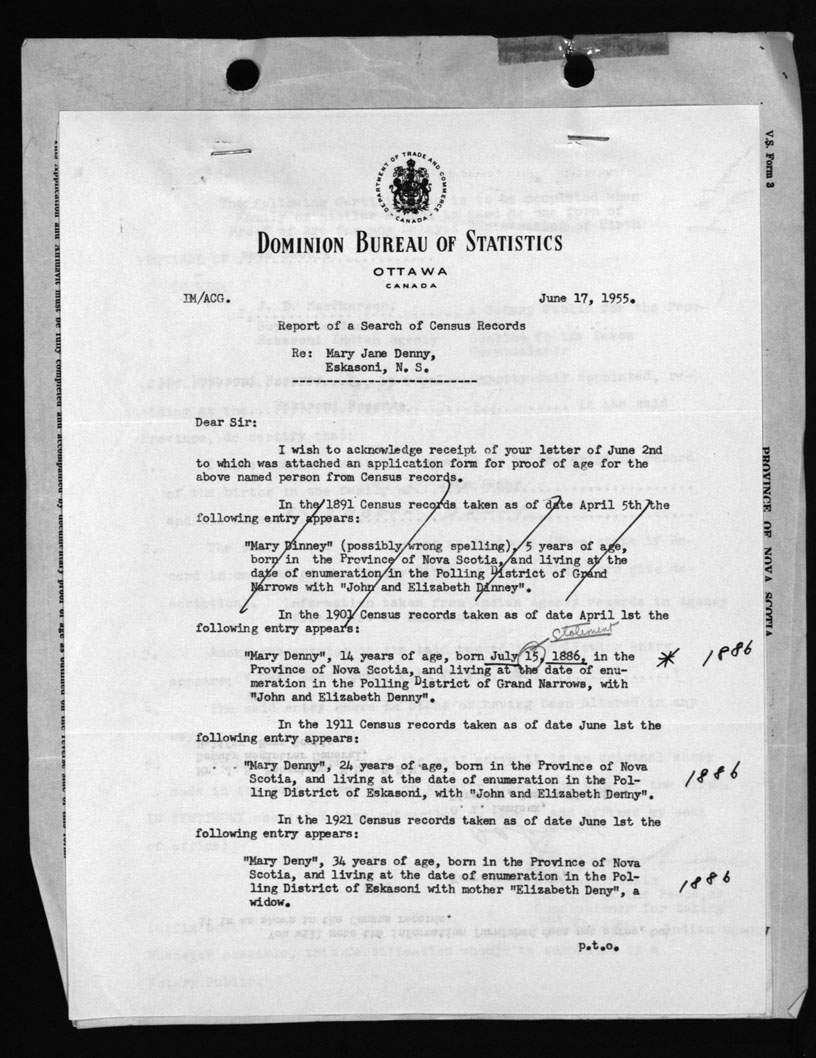 DEPARTMENT OF TRADE AND COMMERCE
CANADA
DOMINION BUREAU OF STATISTICS
OTTAWA
CANADA
IM/ACG.
June 17, 1955.
Report of a Search of Census Records
Re: Mary Jane Denny,
Eskasoni, N. S.
Dear Sir:
I wish to acknowledge receipt of your letter of June 2nd
to which was attached an application form for proof of age for the
above named person from Census records.
In the 1891 Census records taken as of date April 5th the
following entry appears:
"Mary Dinney" (possibly wrong spelling), 5 years of age,
born in the Province of Nova Scotia, and living at the
date of enumeration in the Polling District of Grand
Narrows with "John and Elizabeth Dinney".
In the 1901 Census records taken as of date April 1st the
following entry appears:
Statement
"Mary Denny", 14 years of age, born July 15, 1886, in the
Province of Nova Scotia, and living at the date of enu-
meration in the Polling District of Grand Narrows, with
"John and Elizabeth Denny".
* 1886
In the 1911 Census records taken as of date June 1st the
following entry appears:
"Mary Denny", 24 years of age, born in the Province of Nova
Scotia, and living at the date of enumeration in the Pol-
ling District of Eskasoni, with "John and Elizabeth Denny".
1886
In the 1921 Census records taken as of date June 1st the
following entry appears:
"Mary Deny", 34 years of age, born in the Province of Nova
Scotia, and living at the date of enumeration in the Pol-
ling District of Eskasoni with mother "Elizabeth Deny", a
widow.
1886
p.t.o.
V.S. Form 3
PROVINCE OF NOVA SCOTIA